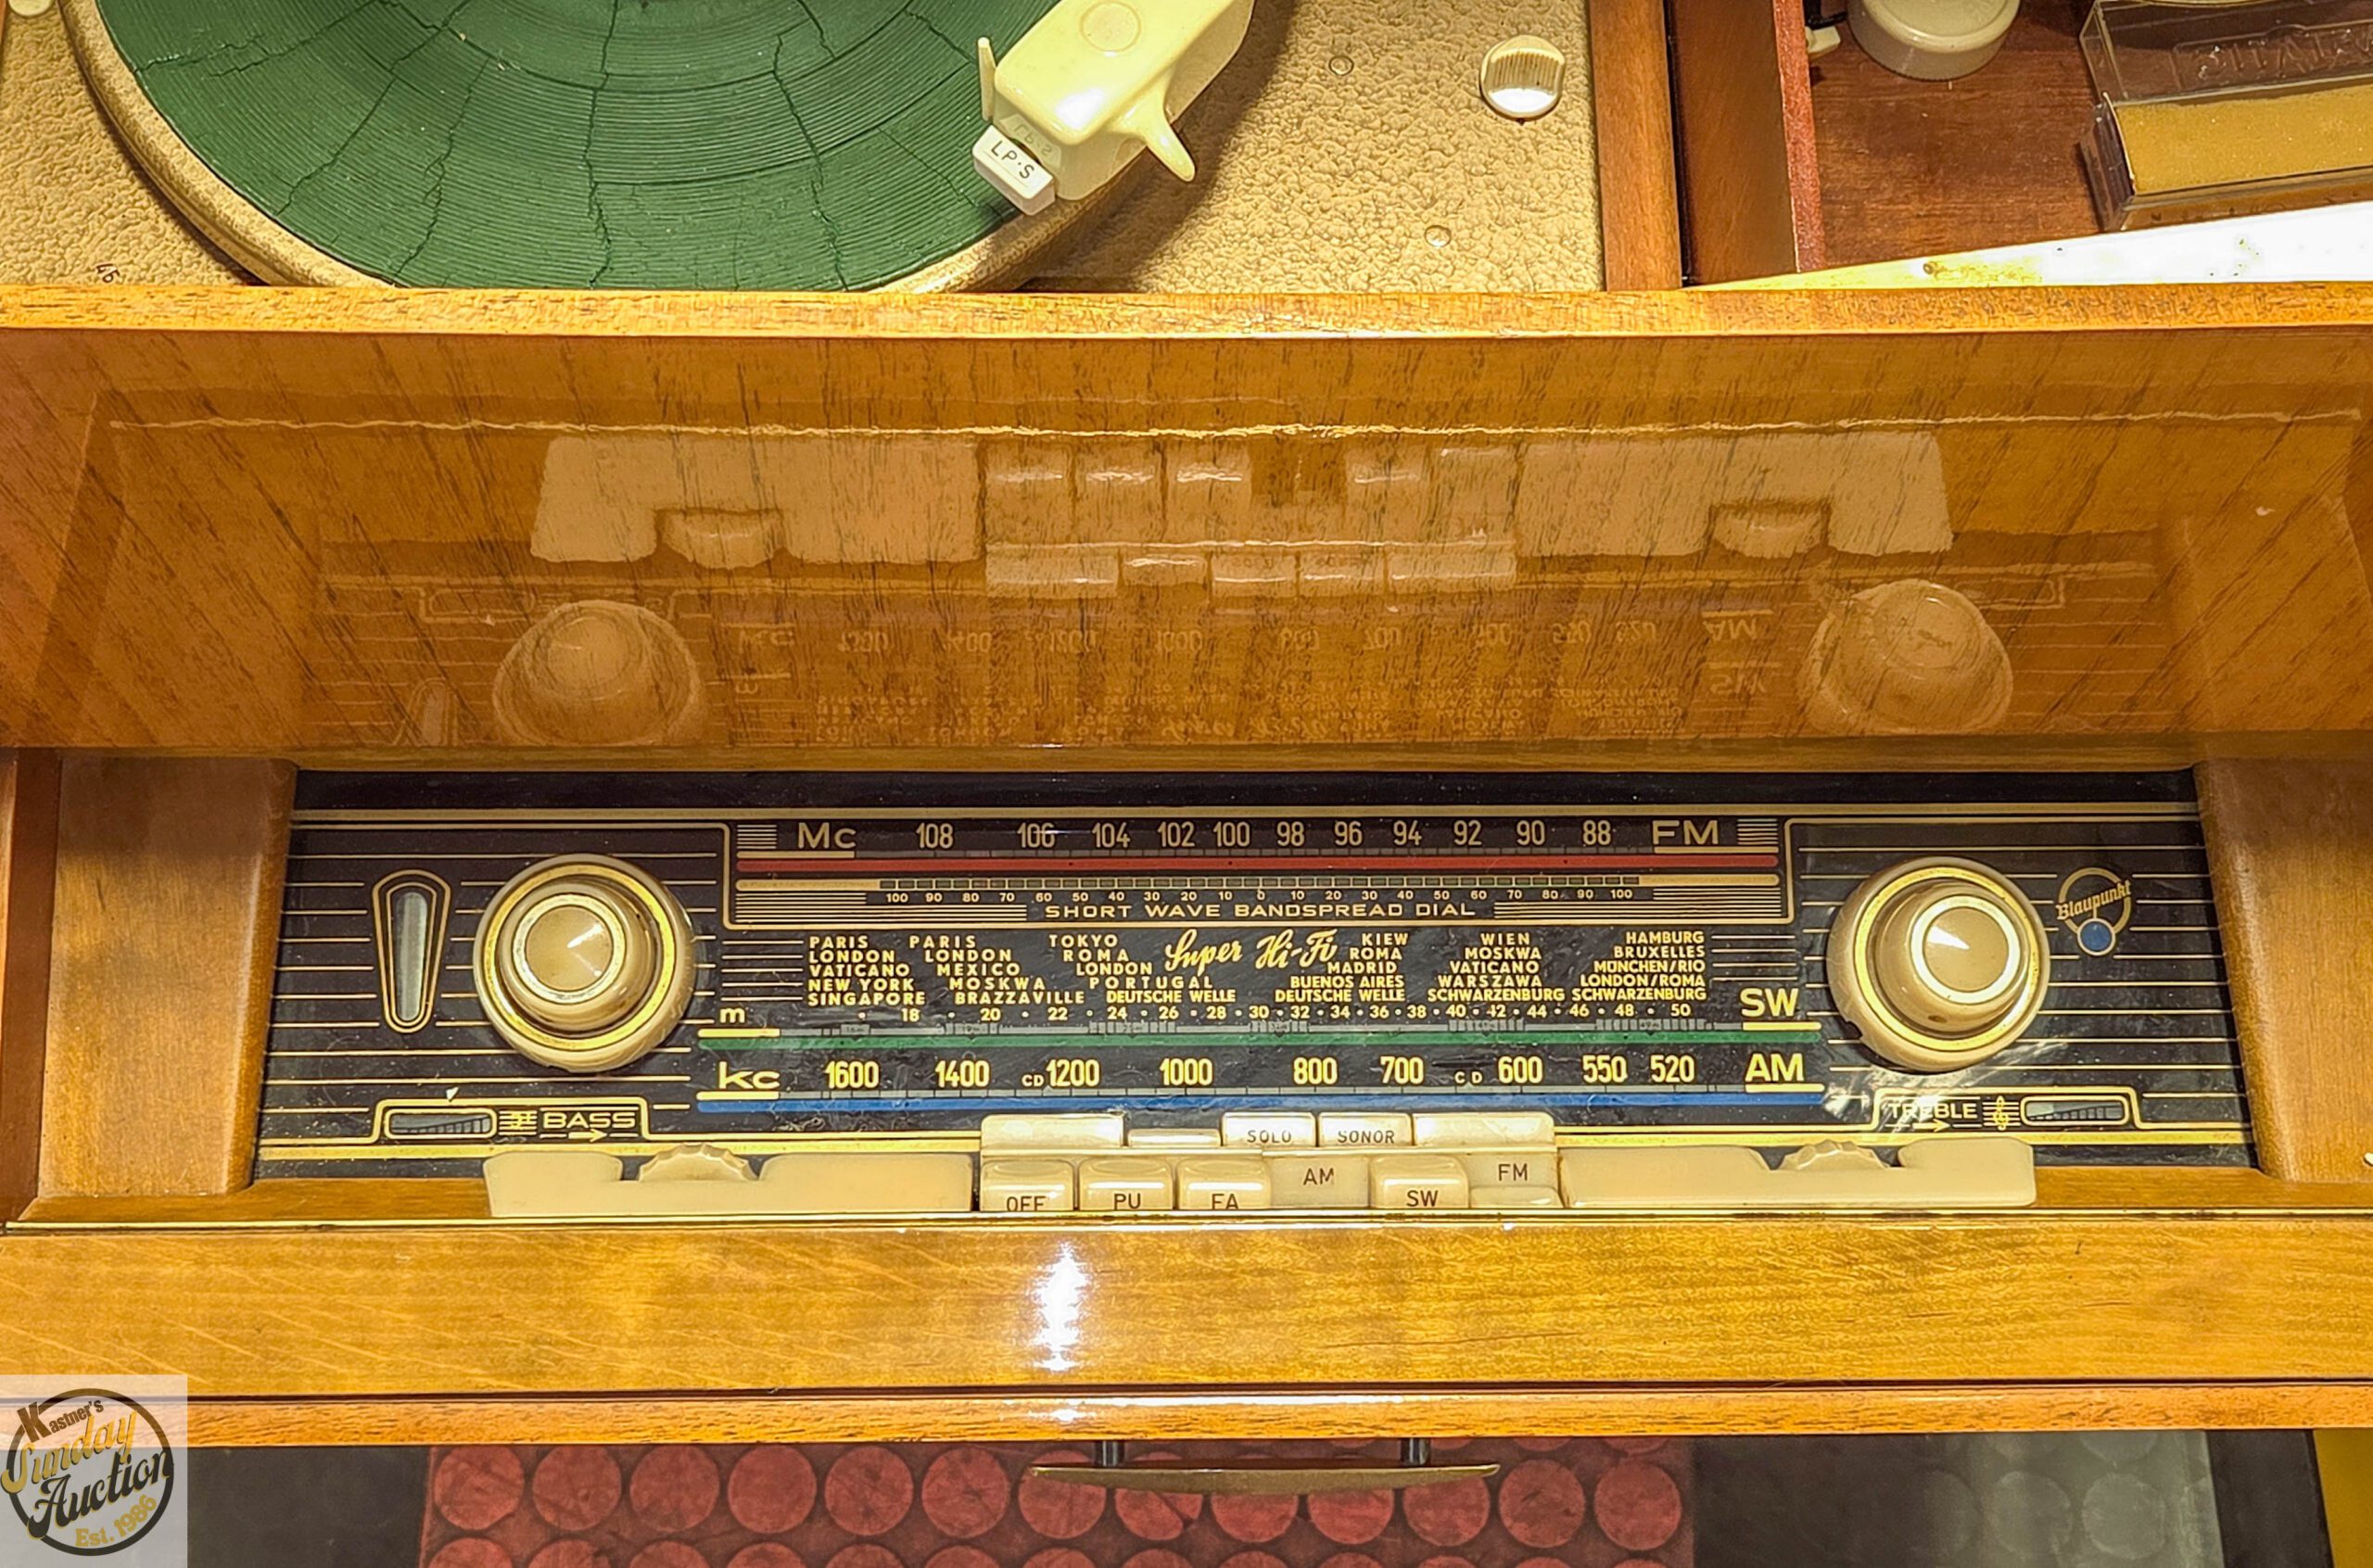 LP·S
45
Mc 108 106 104 102 100 98 96 94 92 90 88 FM
100 90 80 70 60 50 40 30 20 10 0 10 20 30 40 50 60 70 80 90 100
SHORT WAVE BANDSPREAD DIAL
PARIS PARIS TOKYO Super Hi-Fi KIEW WIEN HAMBURG
LONDON LONDON ROMA ROMA MOSKWA BRUXELLES
VATICANO MEXICO LONDON MADRID VATICANO MÜNCHEN/RIO
NEW YORK MOSKWA PORTUGAL BUENOS AIRES WARSZAWA LONDON/ROMA
SINGAPORE BRAZZAVILLE DEUTSCHE WELLE DEUTSCHE WELLE SCHWARZENBURG SCHWARZENBURG
m · 18 · 20 · 22 · 24 · 26 · 28 · 30 · 32 · 34 · 36 · 38 · 40 · 42 · 44 · 46 · 48 · 50 SW
Blaupunkt
kc 1600 1400 CD 1200 1000 800 700 CD 600 550 520 AM
BASS
TREBLE
SOLO SONOR
OFF PU FA AM SW FM
Kastner's
Sunday
Auction
Est. 1986